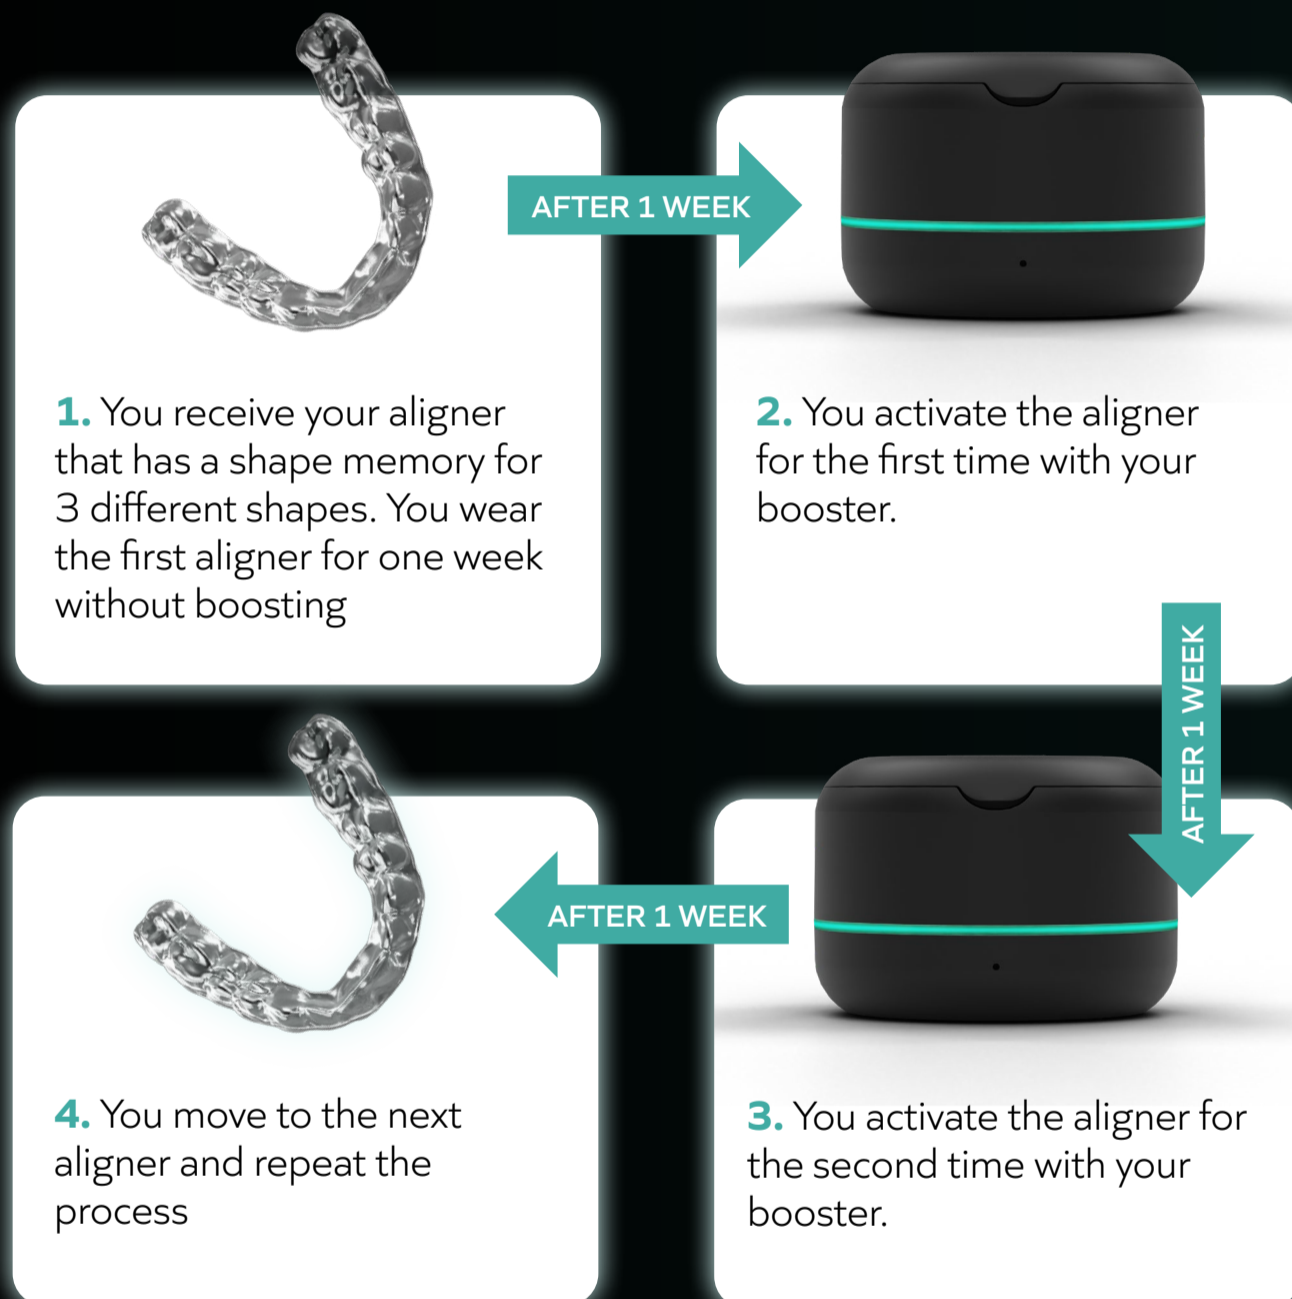 1. You receive your aligner
that has a shape memory for
3 different shapes. You wear
the first aligner for one week
without boosting
AFTER 1 WEEK
2. You activate the aligner
for the first time with your
booster.
AFTER 1 WEEK
3. You activate the aligner for
the second time with your
booster.
AFTER 1 WEEK
4. You move to the next
aligner and repeat the
process